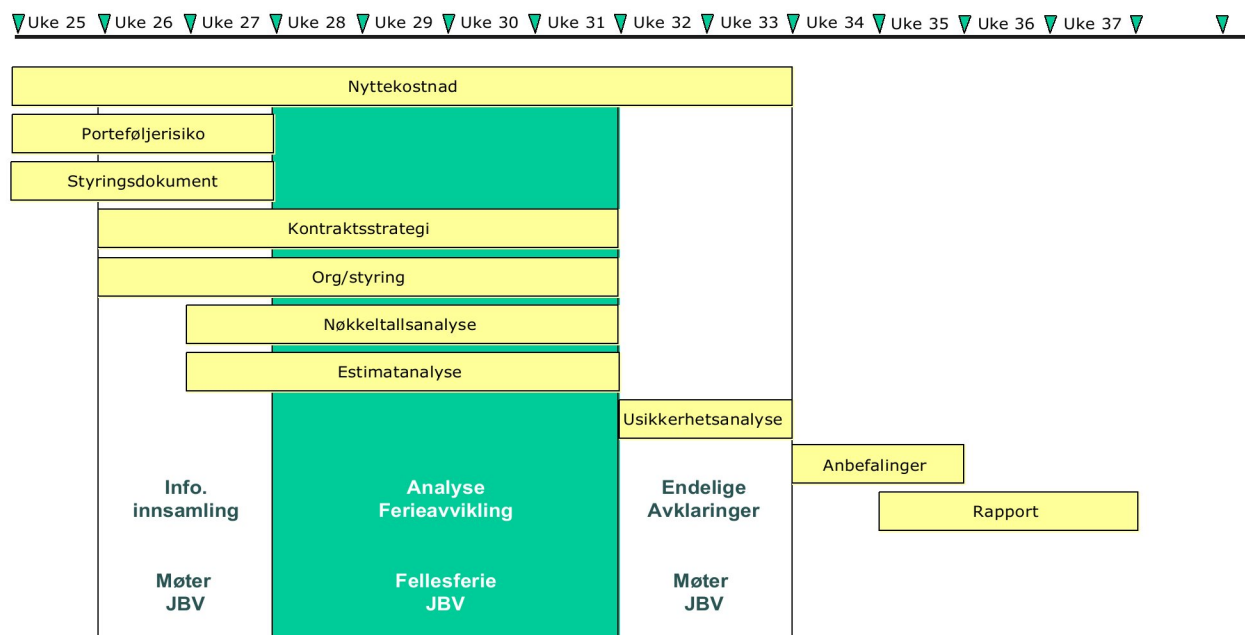 Uke 25 Uke 26 Uke 27 Uke 28 Uke 29 Uke 30 Uke 31 Uke 32 Uke 33 Uke 34 Uke 35 Uke 36 Uke 37
Nyttekostnad
Porteføljerisiko
Styringsdokument
Kontraktsstrategi
Org/styring
Nøkkeltallsanalyse
Estimatanalyse
Usikkerhetsanalyse
Anbefalinger
Rapport
Info.
innsamling
Analyse
Ferieavvikling
Endelige
Avklaringer
Møter
JBV
Fellesferie
JBV
Møter
JBV